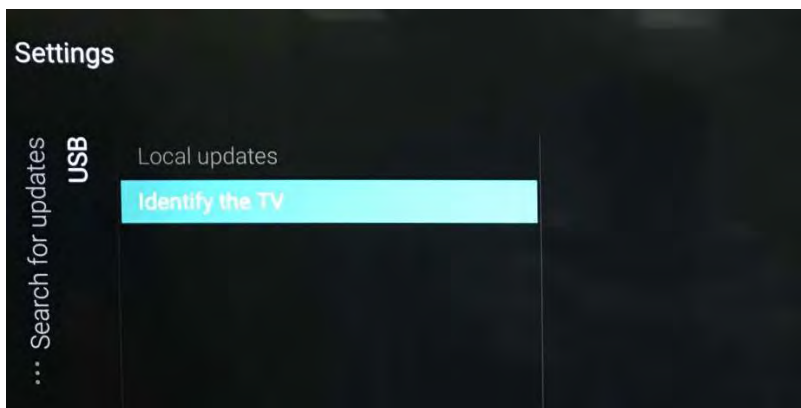 Settings
... Search for updates
USB
Local updates
Identify the TV